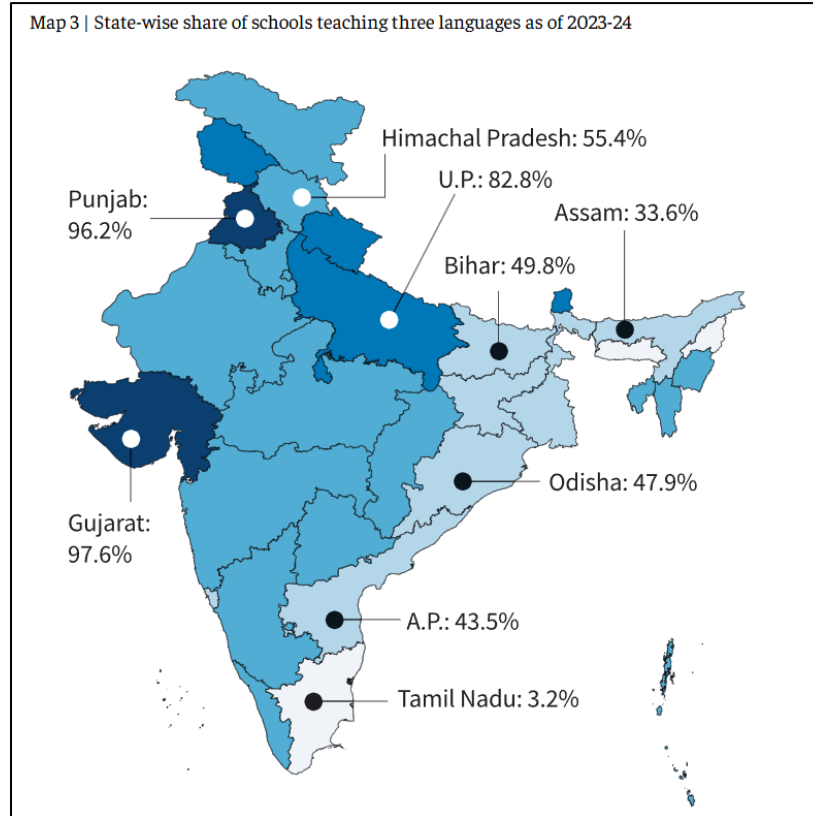 Map 3 | State-wise share of schools teaching three languages as of 2023-24
Himachal Pradesh: 55.4%
U.P.: 82.8%
Punjab:
96.2%
Assam: 33.6%
Bihar: 49.8%
Odisha: 47.9%
Gujarat:
97.6%
A.P.: 43.5%
Tamil Nadu: 3.2%